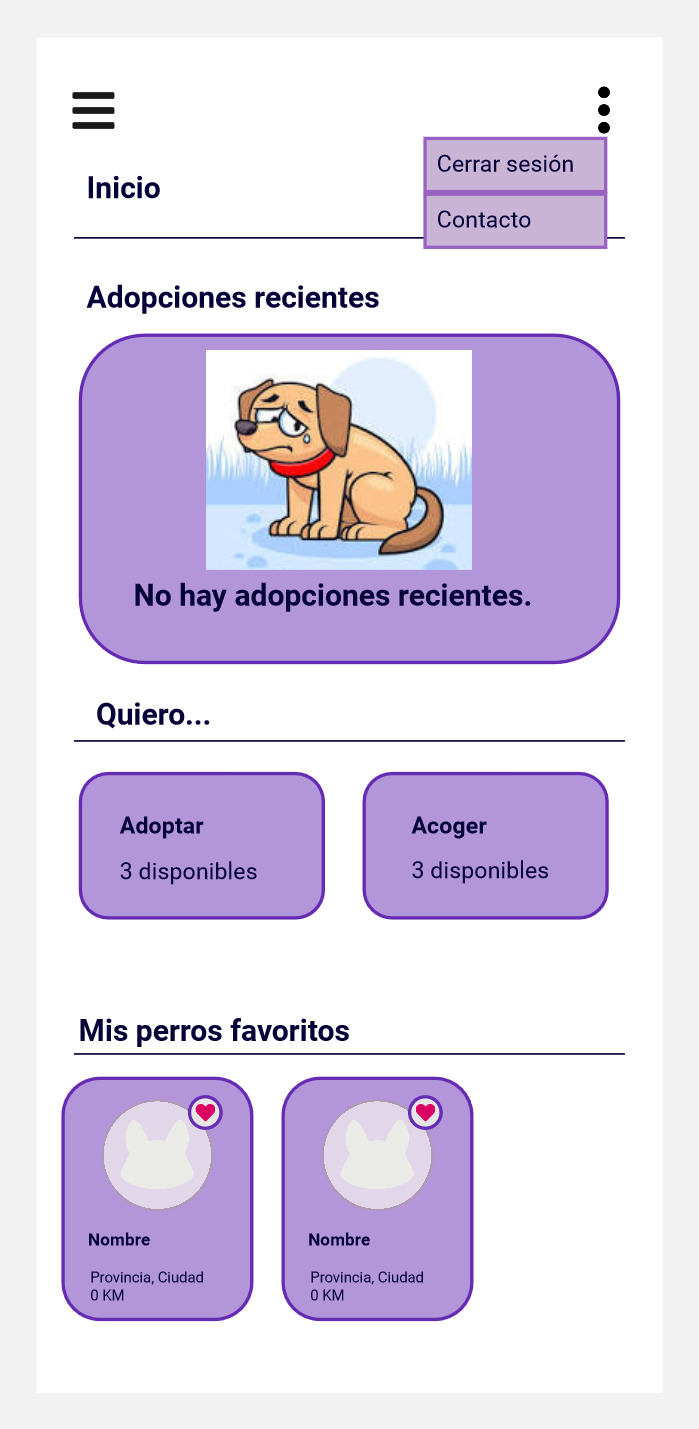 Cerrar sesión
Inicio
Contacto
Adopciones recientes
No hay adopciones recientes.
Quiero...
Adoptar
3 disponibles
Acoger
3 disponibles
Mis perros favoritos
Nombre
Provincia, Ciudad
0 KM
Nombre
Provincia, Ciudad
0 KM